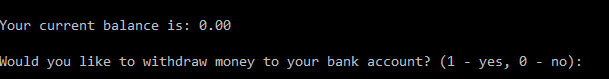 Your current balance is: 0.00
Would you like to withdraw money to your bank account? (1 - yes, 0 - no):